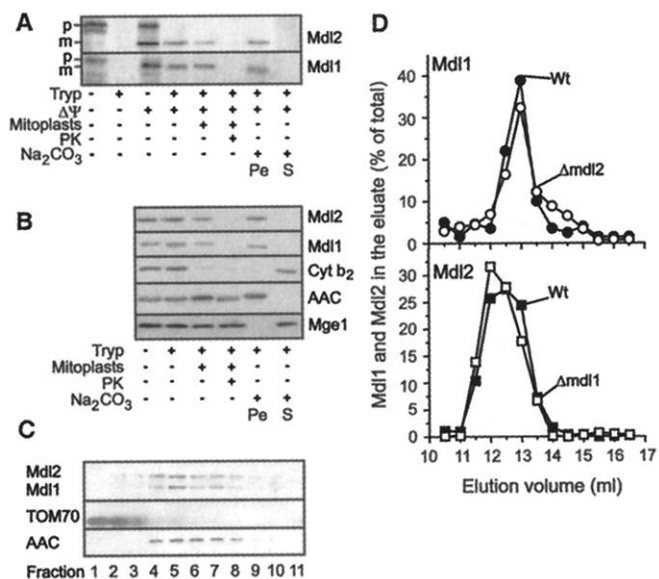 A
p
m
Mdl2
p
m
Mdl1
Tryp - + - + + + + +
ΔΨ - - + + + + + +
Mitoplasts - - - - + + - -
PK - - - - - + - -
Na2CO3 - - - - - - + +
Pe S
B
Mdl2
Mdl1
Cyt b2
AAC
Mge1
Tryp - + + + + +
Mitoplasts - - + + - -
PK - - - + - -
Na2CO3 - - - - + +
Pe S
C
Mdl2
Mdl1
TOM70
AAC
Fraction 1 2 3 4 5 6 7 8 9 10 11
D
Mdl1 and Mdl2 in the eluate (% of total)
Mdl1
Wt
Δmdl2
40
30
20
10
0
Mdl2
Wt
Δmdl1
30
25
20
15
10
5
0
10 11 12 13 14 15 16 17
Elution volume (ml)